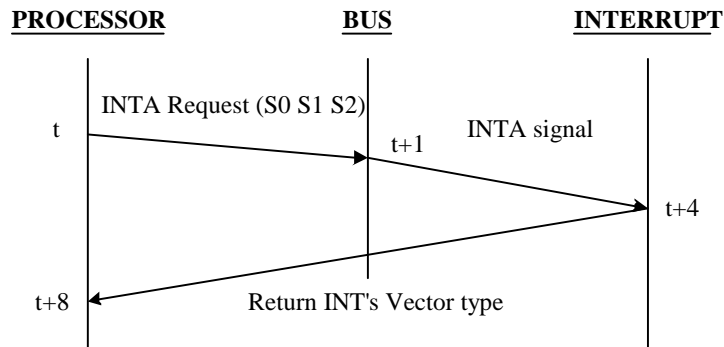 PROCESSOR BUS INTERRUPT
INTA Request (S0 S1 S2)
t
t+1
INTA signal
t+4
t+8
Return INT's Vector type